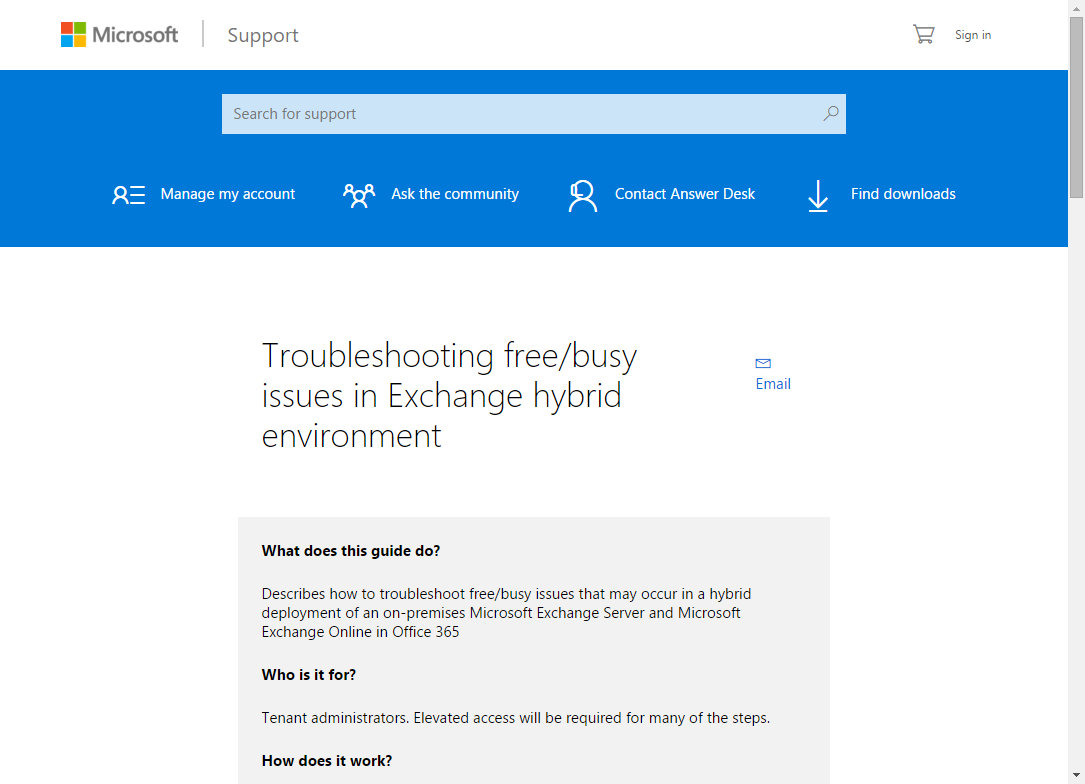 Microsoft Support Sign in
Search for support
Manage my account Ask the community Contact Answer Desk Find downloads
Troubleshooting free/busy
issues in Exchange hybrid
environment
Email
What does this guide do?
Describes how to troubleshoot free/busy issues that may occur in a hybrid
deployment of an on-premises Microsoft Exchange Server and Microsoft
Exchange Online in Office 365
Who is it for?
Tenant administrators. Elevated access will be required for many of the steps.
How does it work?